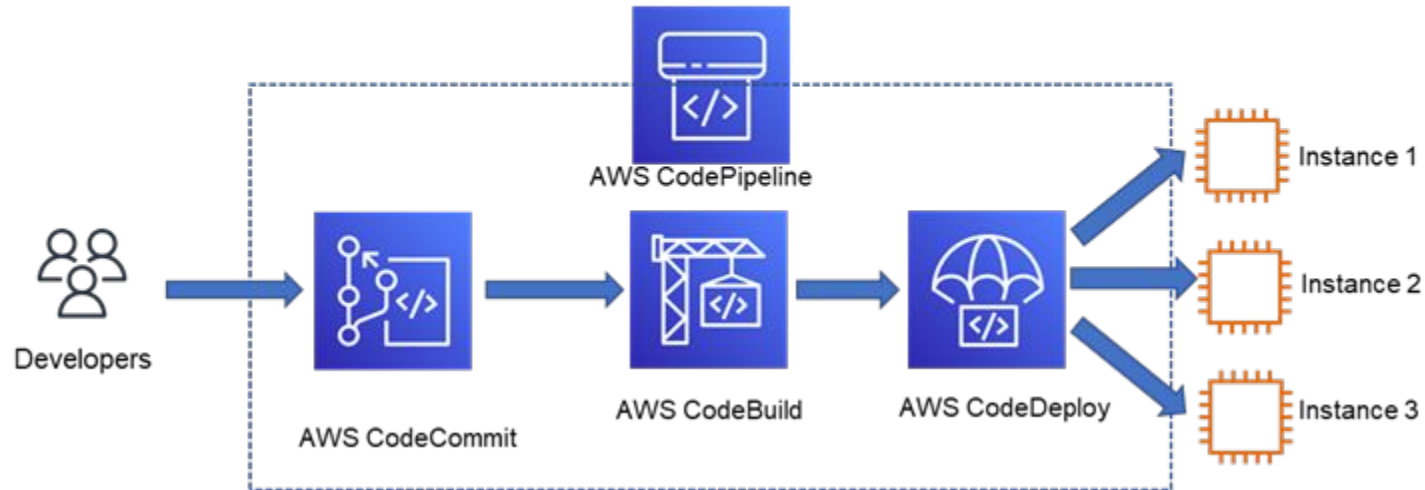 AWS CodePipeline
Instance 1
Instance 2
Instance 3
Developers
AWS CodeCommit
AWS CodeBuild
AWS CodeDeploy